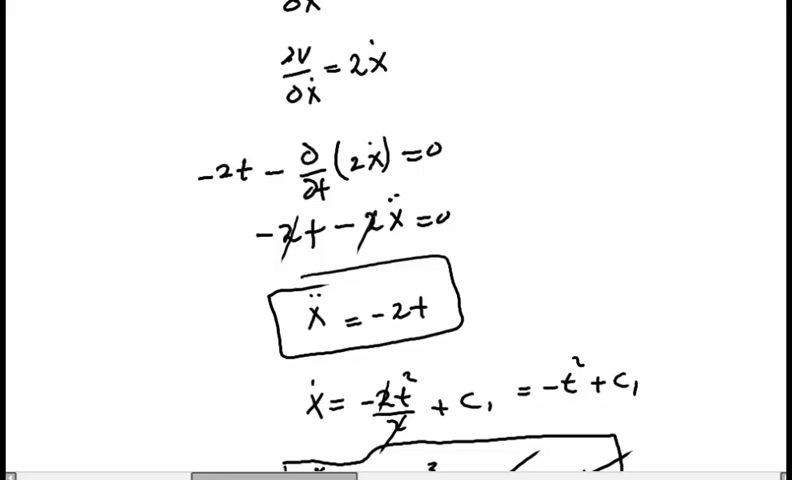 ∂ẋ
∂V/∂ẋ = 2ẋ
-2t - ∂/∂t (2ẋ) = 0
-2t - 2ẍ = 0
ẍ = -2t
ẋ = -2t²/2 + C₁ = -t² + C₁